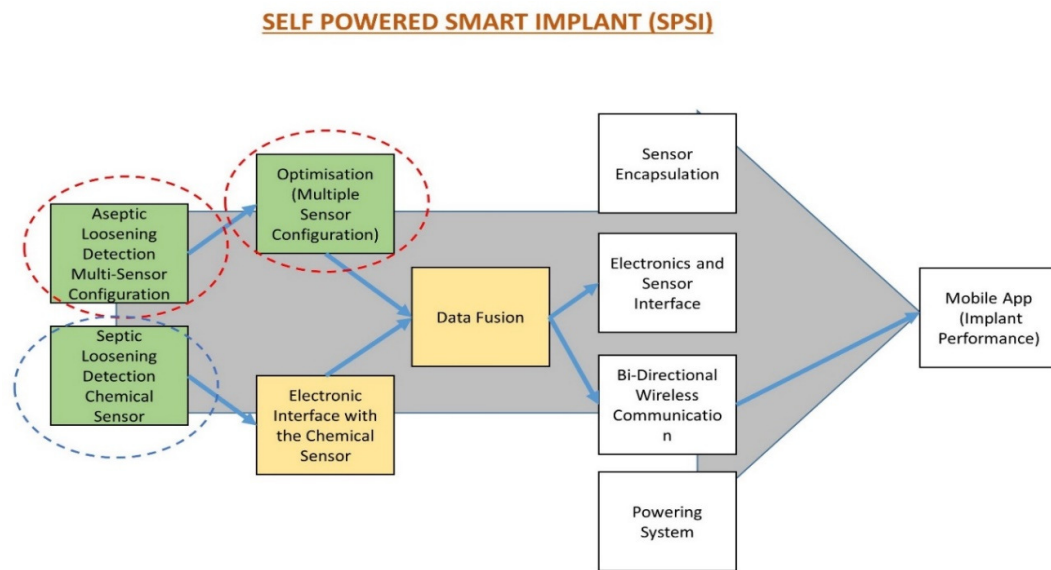 SELF POWERED SMART IMPLANT (SPSI)
Aseptic
Loosening
Detection
Multi-Sensor
Configuration
Septic
Loosening
Detection
Chemical
Sensor
Optimisation
(Multiple
Sensor
Configuration)
Electronic
Interface with
the Chemical
Sensor
Data Fusion
Sensor
Encapsulation
Electronics and
Sensor
Interface
Bi-Directional
Wireless
Communicatio
n
Powering
System
Mobile App
(Implant
Performance)